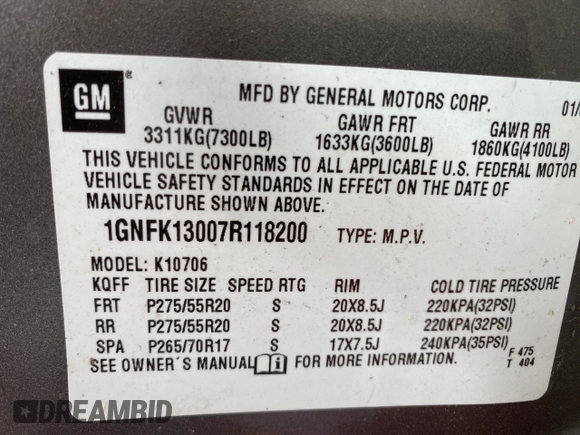 GM
®
MFD BY GENERAL MOTORS CORP. 01/
GVWR GAWR FRT GAWR RR
3311KG(7300LB) 1633KG(3600LB) 1860KG(4100LB)
THIS VEHICLE CONFORMS TO ALL APPLICABLE U.S. FEDERAL MOTOR
VEHICLE SAFETY STANDARDS IN EFFECT ON THE DATE OF
MANUFACTURE SHOWN ABOVE.
1GNFK13007R118200 TYPE: M.P.V.
MODEL: K10706
KQFF TIRE SIZE SPEED RTG RIM COLD TIRE PRESSURE
FRT P275/55R20 S 20X8.5J 220KPA(32PSI)
RR P275/55R20 S 20X8.5J 220KPA(32PSI)
SPA P265/70R17 S 17X7.5J 240KPA(35PSI)
SEE OWNER´S MANUAL i FOR MORE INFORMATION. F 475
T 404
DREAMBID